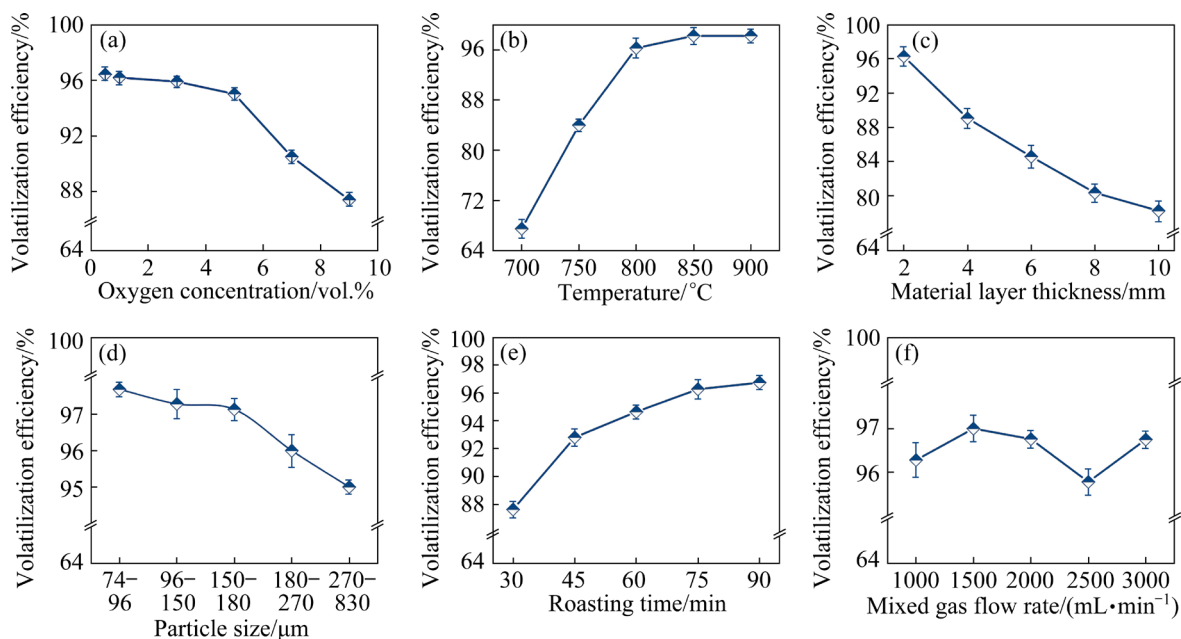 Volatilization efficiency/%
100
96
92
88
64
(a)
0
2
4
6
8
10
Oxygen concentration/vol.%
Volatilization efficiency/%
96
88
80
72
64
(b)
700
750
800
850
900
Temperature/°C
Volatilization efficiency/%
100
96
92
88
84
80
64
(c)
2
4
6
8
10
Material layer thickness/mm
Volatilization efficiency/%
100
97
96
95
64
(d)
74− 96− 150− 180− 270−
96 150 180 270 830
Particle size/μm
Volatilization efficiency/%
98
96
94
92
90
88
64
(e)
30
45
60
75
90
Roasting time/min
Volatilization efficiency/%
100
97
96
64
(f)
1000
1500
2000
2500
3000
Mixed gas flow rate/(mL•min⁻¹)